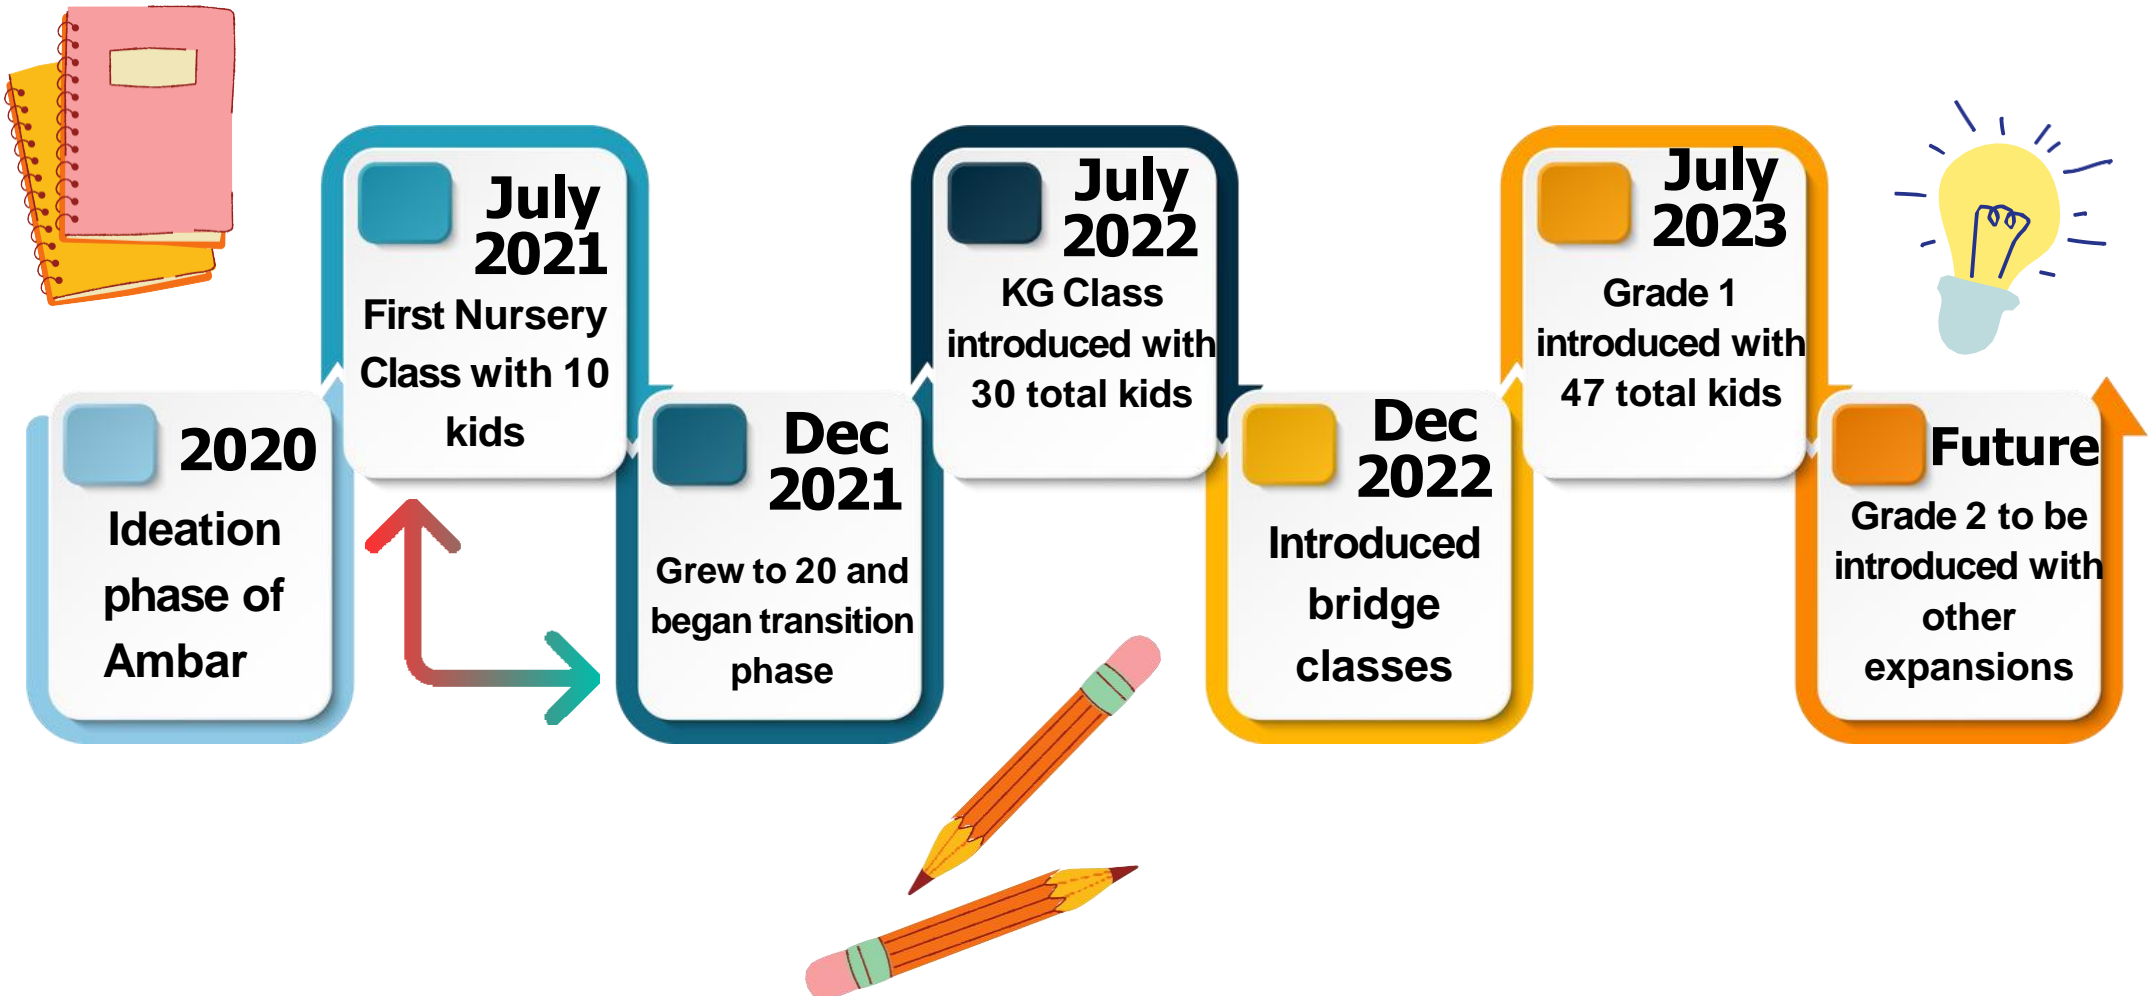 2020
Ideation
phase of
Ambar
July
2021
First Nursery
Class with 10
kids
Dec
2021
Grew to 20 and
began transition
phase
July
2022
KG Class
introduced with
30 total kids
Dec
2022
Introduced
bridge
classes
July
2023
Grade 1
introduced with
47 total kids
Future
Grade 2 to be
introduced with
other
expansions